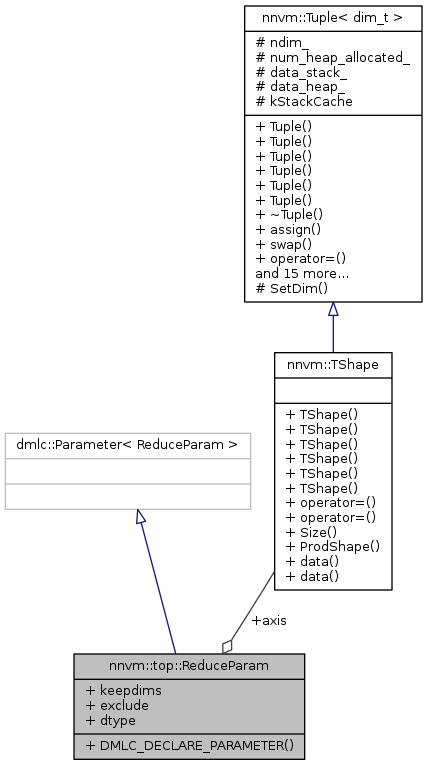 nnvm::Tuple< dim_t >
# ndim_
# num_heap_allocated_
# data_stack_
# data_heap_
# kStackCache
+ Tuple()
+ Tuple()
+ Tuple()
+ Tuple()
+ Tuple()
+ Tuple()
+ ~Tuple()
+ assign()
+ swap()
+ operator=()
and 15 more...
# SetDim()
nnvm::TShape
+ TShape()
+ TShape()
+ TShape()
+ TShape()
+ TShape()
+ TShape()
+ operator=()
+ operator=()
+ Size()
+ ProdShape()
+ data()
+ data()
dmlc::Parameter< ReduceParam >
+axis
nnvm::top::ReduceParam
+ keepdims
+ exclude
+ dtype
+ DMLC_DECLARE_PARAMETER()